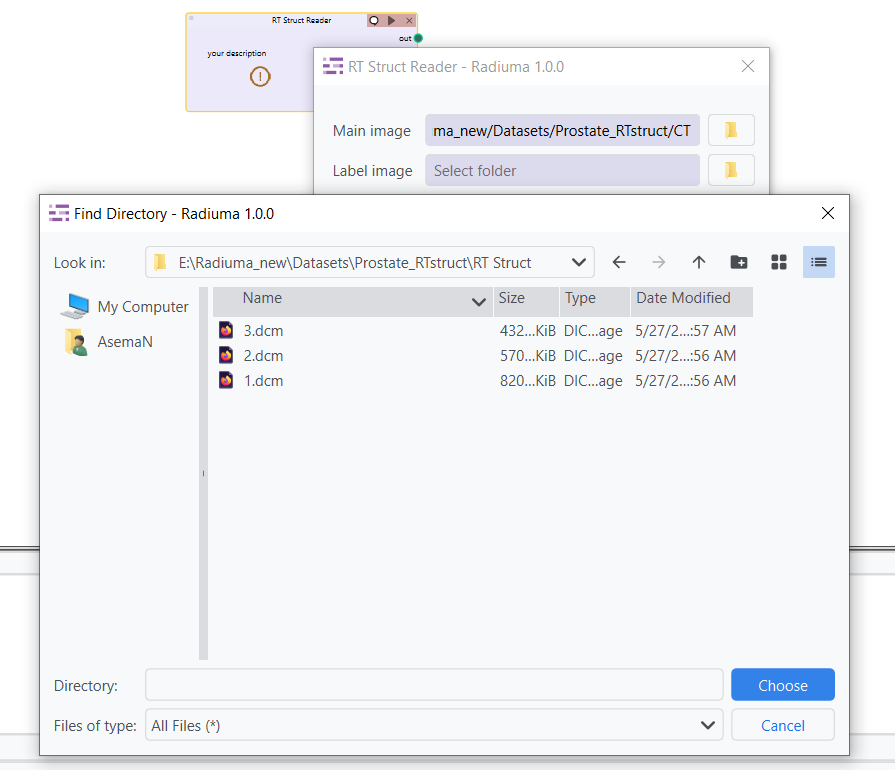 RT Struct Reader
out
your description
RT Struct Reader - Radiuma 1.0.0
Main image ma_new/Datasets/Prostate_RTstruct/CT
Label image Select folder
Find Directory - Radiuma 1.0.0
Look in: E:\Radiuma_new\Datasets\Prostate_RTstruct\RT Struct
My Computer
AsemaN
Name Size Type Date Modified
3.dcm 432...KiB DIC...age 5/27/2...:57 AM
2.dcm 570...KiB DIC...age 5/27/2...:56 AM
1.dcm 820...KiB DIC...age 5/27/2...:56 AM
Directory: Choose
Files of type: All Files (*) Cancel